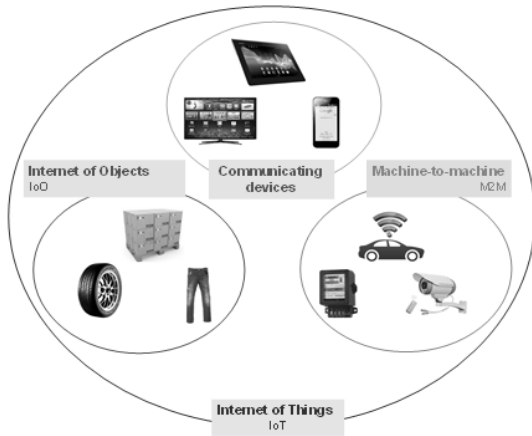 Internet of Objects
IoO
Communicating
devices
Machine-to-machine
M2M
Internet of Things
IoT